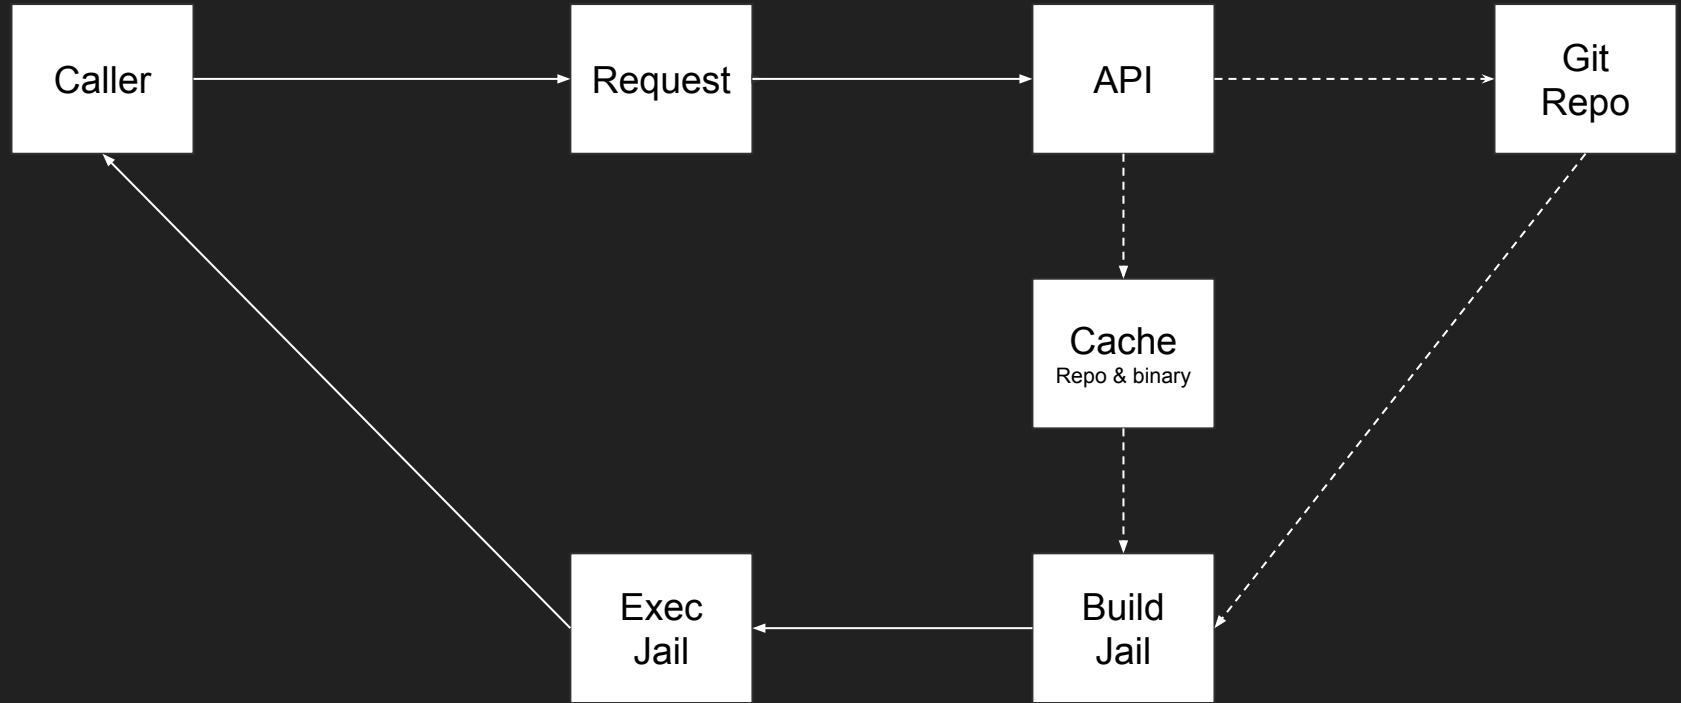 Caller
Request
API
Git
Repo
Cache
Repo & binary
Exec
Jail
Build
Jail